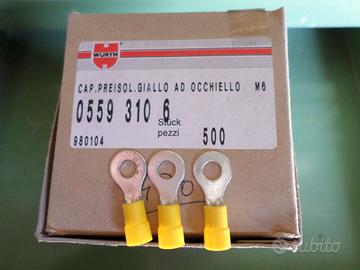 WÜRTH
CAP.PREISOL.GIALLO AD OCCHIELLO M6
0559 310 6
Stück
pezzi
500
980104
subito